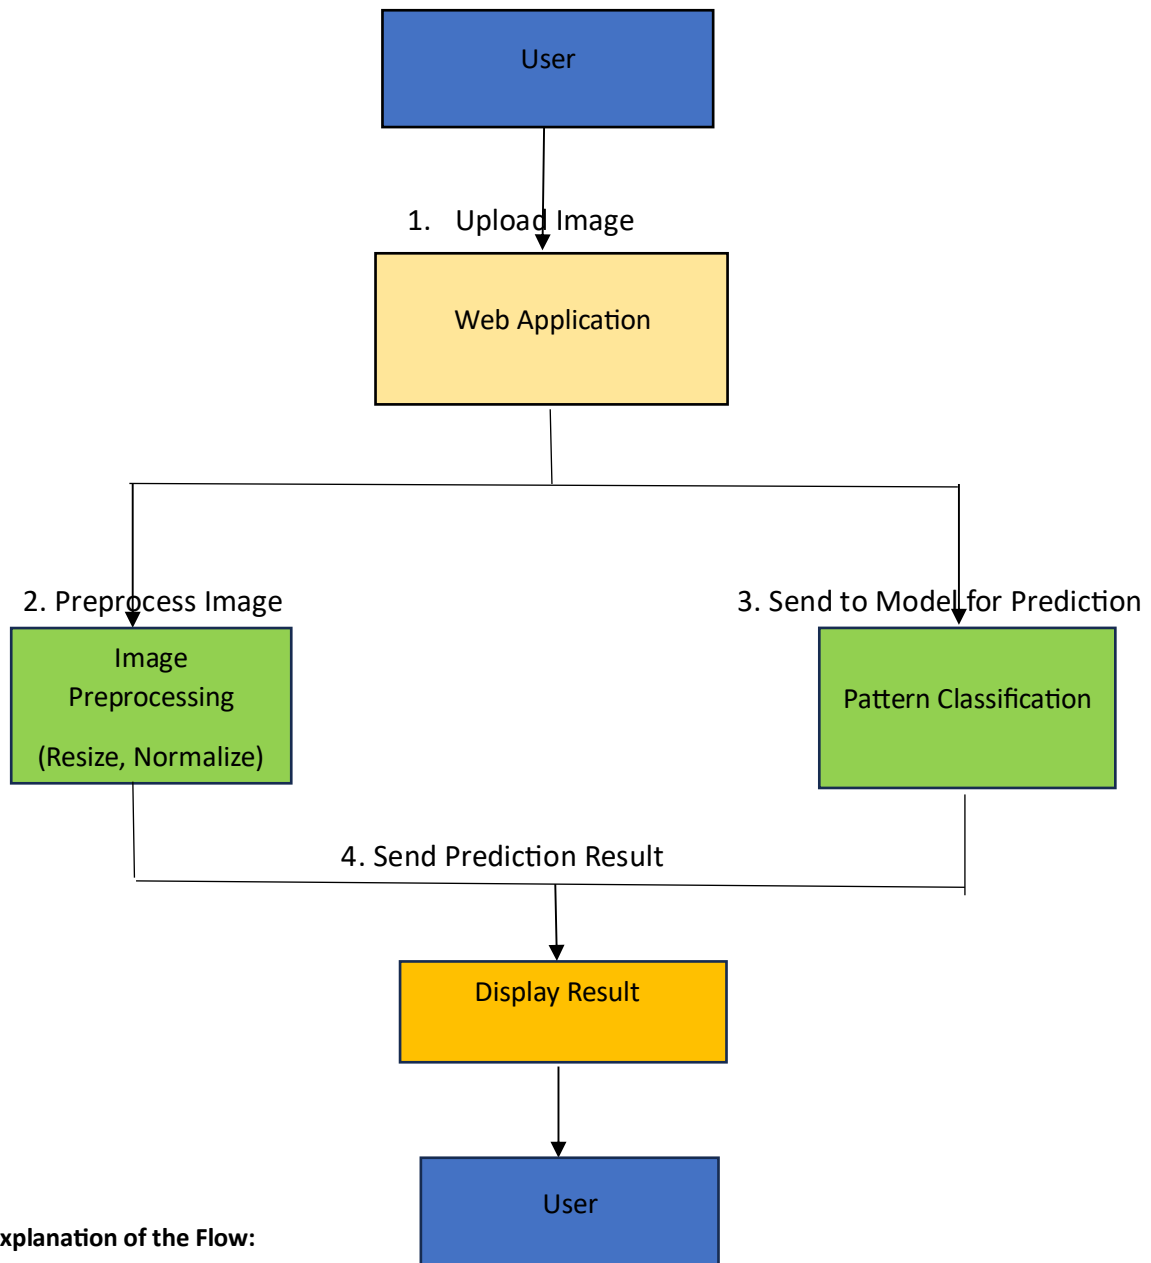 User
1. Upload Image
Web Application
2. Preprocess Image
3. Send to Model for Prediction
Image
Preprocessing
(Resize, Normalize)
Pattern Classification
4. Send Prediction Result
Display Result
User
xplanation of the Flow: